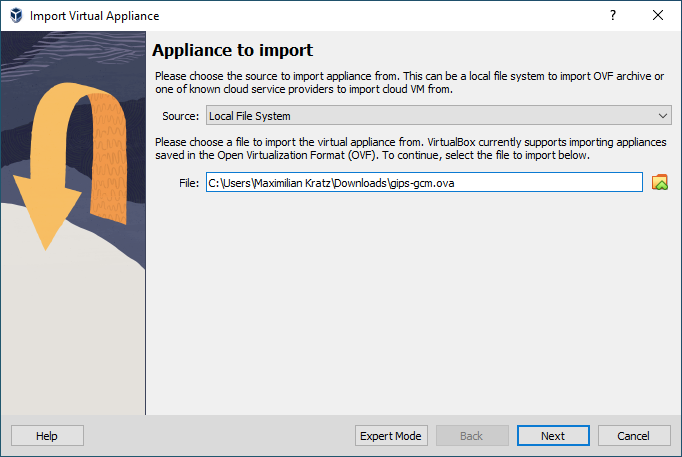 Import Virtual Appliance
?
Appliance to import
Please choose the source to import appliance from. This can be a local file system to import OVF archive or
one of known cloud service providers to import cloud VM from.
Source: Local File System
Please choose a file to import the virtual appliance from. VirtualBox currently supports importing appliances
saved in the Open Virtualization Format (OVF). To continue, select the file to import below.
File: C:\Users\Maximilian Kratz\Downloads\gips-gcm.ova
Help Expert Mode Back Next Cancel